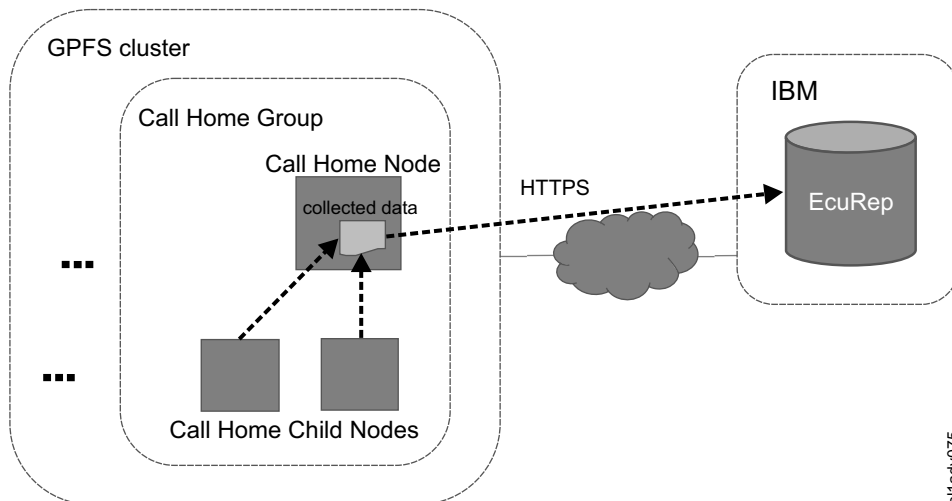 GPFS cluster
IBM
Call Home Group
Call Home Node
HTTPS
collected data
EcuRep
Call Home Child Nodes